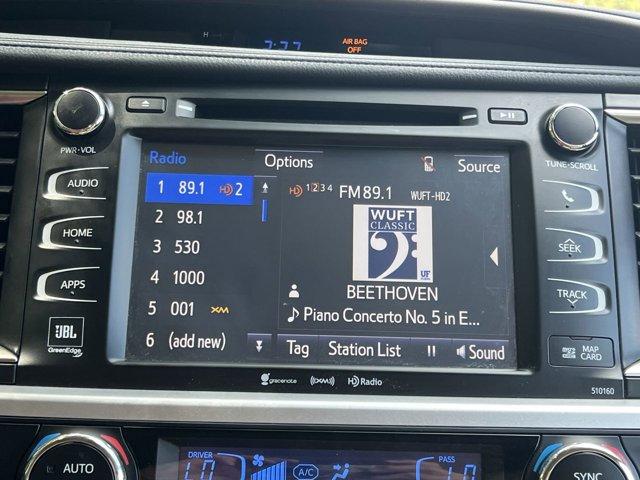 AIR BAG
OFF
PWR•VOL
TUNE•SCROLL
Radio
Options
Source
AUDIO
HOME
APPS
JBL
GreenEdge
1 89.1 HD 2
2 98.1
3 530
4 1000
5 001 XM
6 (add new)
HD 1 2 3 4 FM 89.1 WUFT-HD2
WUFT
CLASSIC
UF
BEETHOVEN
Piano Concerto No. 5 in E...
Tag
Station List
Sound
SEEK
TRACK
MAP
CARD
gracenote
((XM))
HD Radio
510160
AUTO
DRIVER
LO
A/C
PASS
LO
SYNC